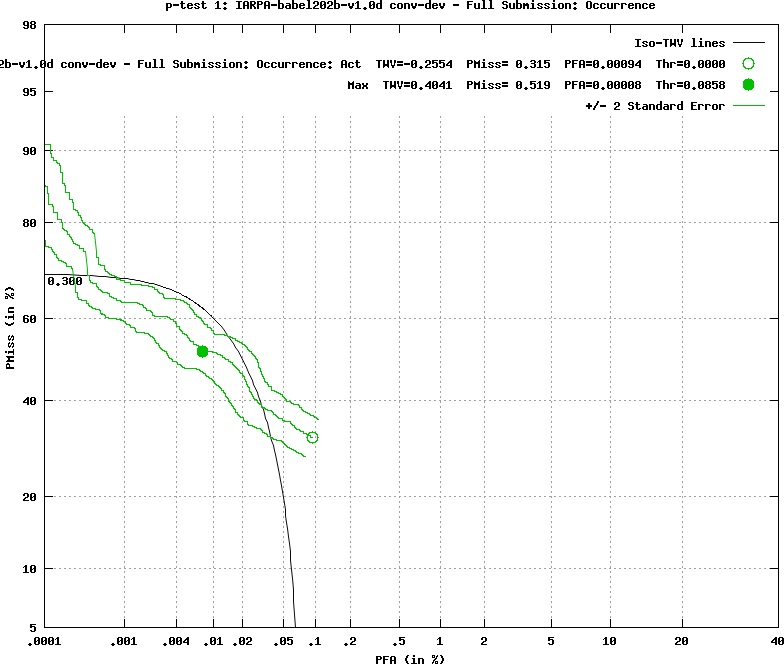 p-test 1: IARPA-babel202b-v1.0d conv-dev - Full Submission: Occurrence
Iso-TWV lines
2b-v1.0d conv-dev - Full Submission: Occurrence: Act TWV=-0.2554 PMiss= 0.315 PFA=0.00094 Thr=0.0000
Max TWV=0.4041 PMiss= 0.519 PFA=0.00008 Thr=0.0858
+/- 2 Standard Error
98
95
90
80
60
40
20
10
5
PMiss (in %)
0.300
.0001 .001 .004 .01 .02 .05 .1 .2 .5 1 2 5 10 20 40
PFA (in %)